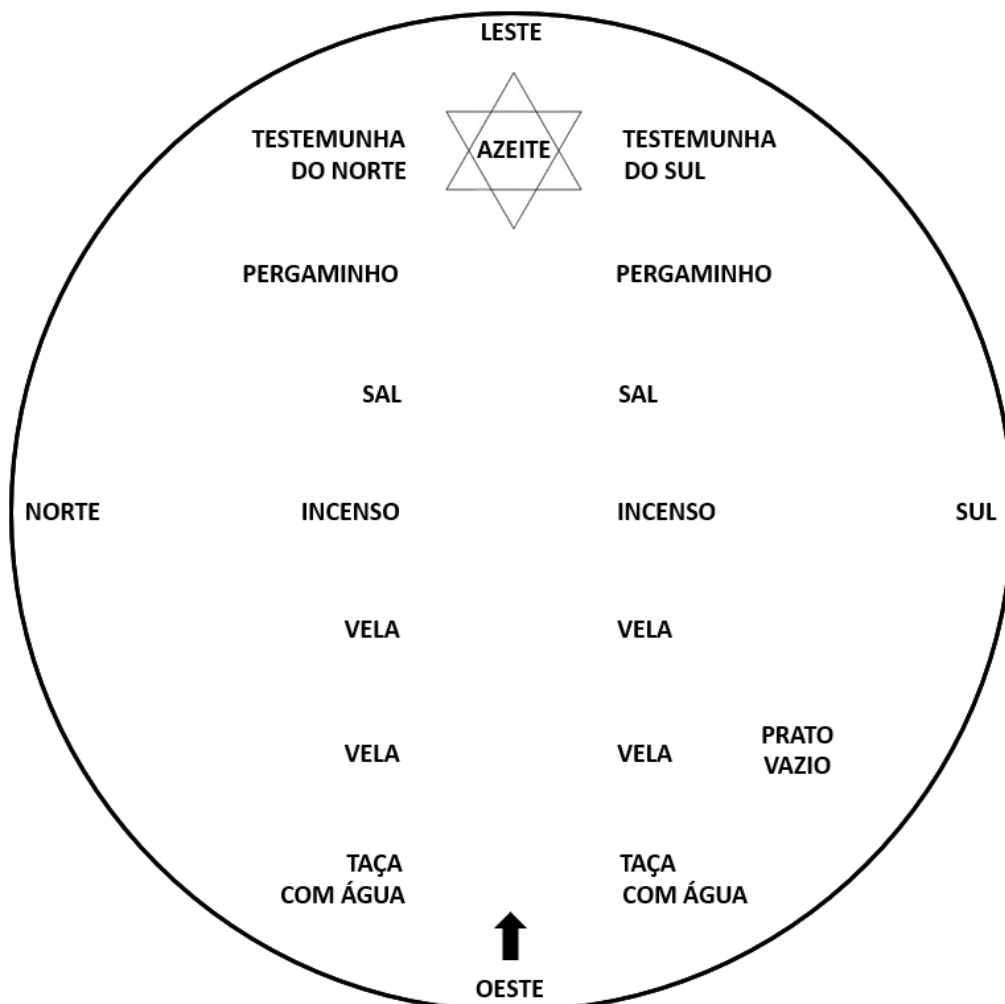 LESTE
TESTEMUNHA
DO NORTE
AZEITE
TESTEMUNHA
DO SUL
PERGAMINHO
PERGAMINHO
SAL
SAL
NORTE
INCENSO
INCENSO
SUL
VELA
VELA
VELA
VELA
PRATO
VAZIO
TAÇA
COM ÁGUA
TAÇA
COM ÁGUA
OESTE